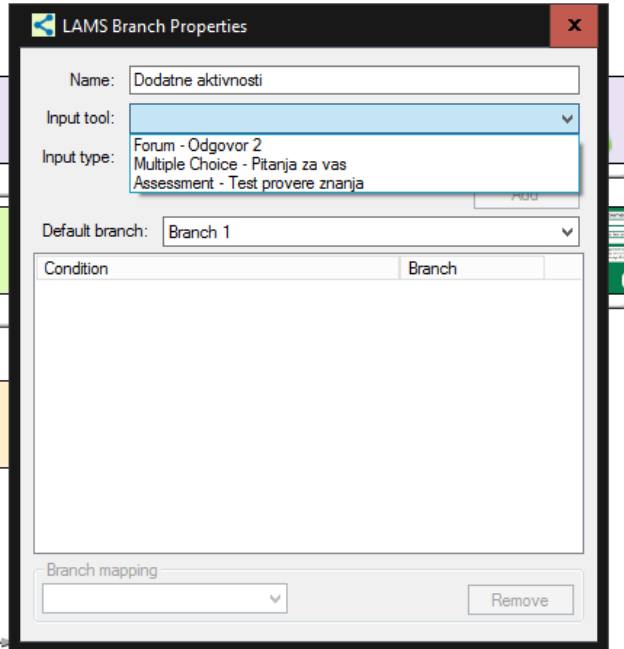 LAMS Branch Properties
x
Name: Dodatne aktivnosti
Input tool:
Forum - Odgovor 2
Input type:
Multiple Choice - Pitanja za vas
Assessment - Test provere znanja
Add
Default branch: Branch 1
Condition Branch
Branch mapping
Remove